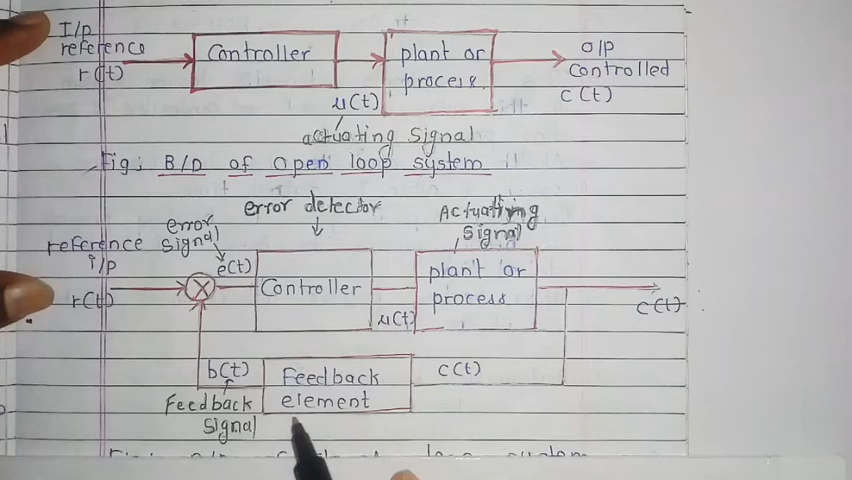 I/p
reference
r(t)
Controller
plant or
process.
o/p
Controlled
c(t)
u(t)
actuating Signal
Fig: B/D of open loop system
error detector
Actuating
Signal
error
Signal
reference
i/p
r(t)
e(t)
Controller
u(t)
plant or
process
c(t)
b(t)
Feedback
element
c(t)
Feedback
Signal